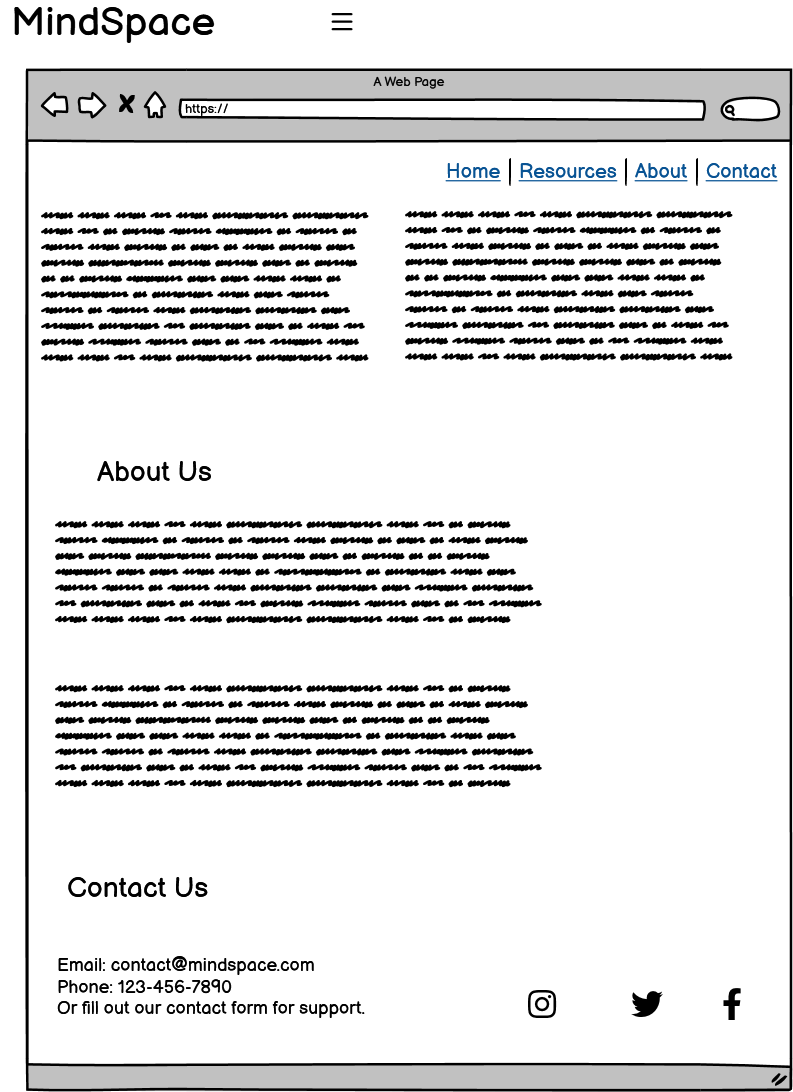 MindSpace
A Web Page
https://
Home | Resources | About | Contact
About Us
Contact Us
Email: contact@mindspace.com
Phone: 123-456-7890
Or fill out our contact form for support.